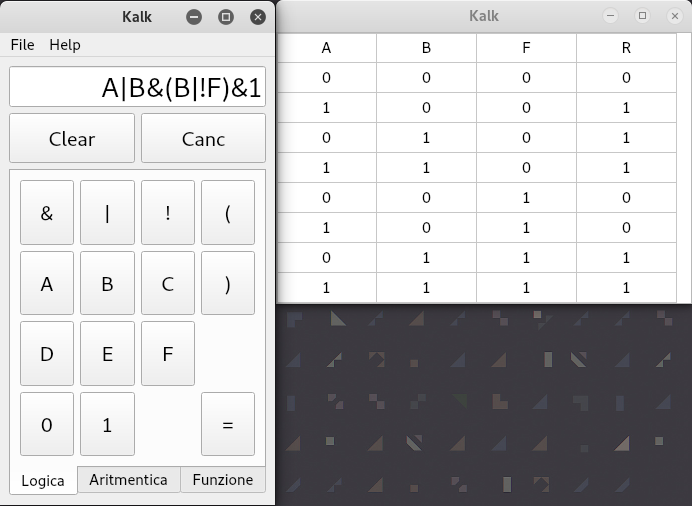 Kalk
File Help
A|B&(B|!F)&1
Clear Canc
& | ! (
A B C )
D E F
0 1 =
Logica Aritmentica Funzione
Kalk
A B F R
0 0 0 0
1 0 0 1
0 1 0 1
1 1 0 1
0 0 1 0
1 0 1 0
0 1 1 1
1 1 1 1